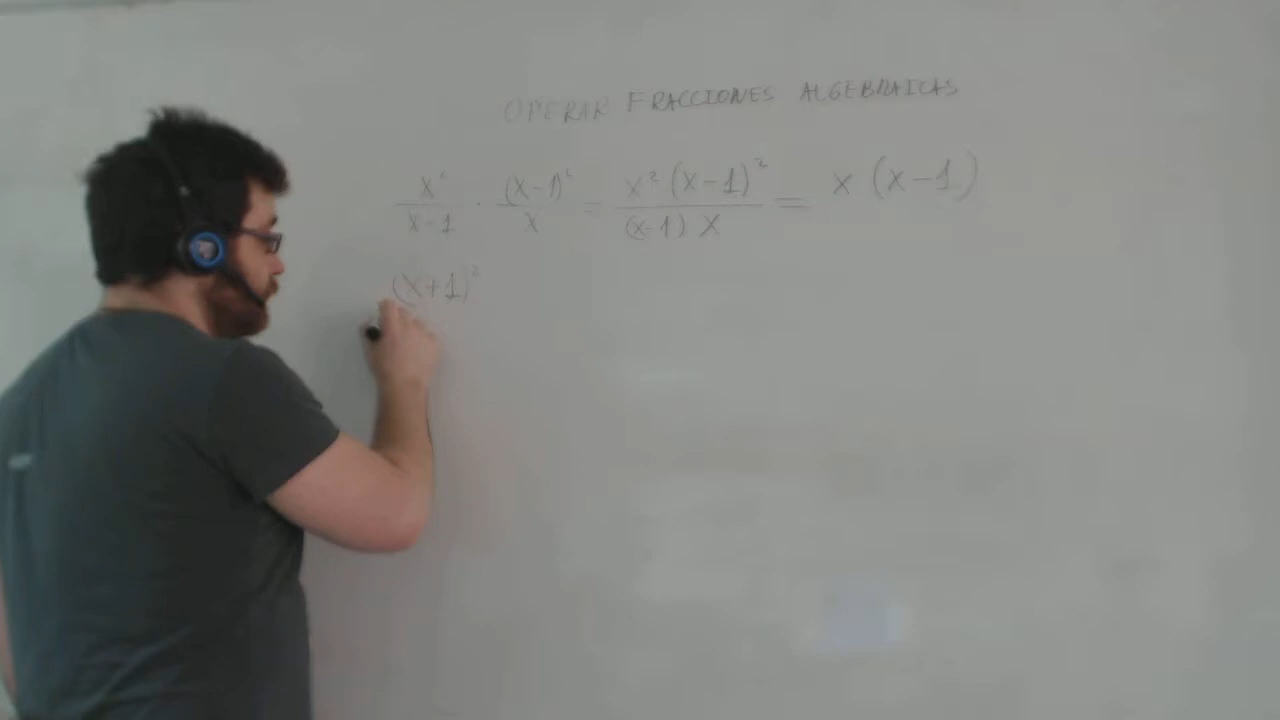 OPERAR FRACCIONES ALGEBRAICAS
x²/(x-1) · (x-1)²/x = x²(x-1)²/((x-1) x) = x (x-1)
(x+1)²